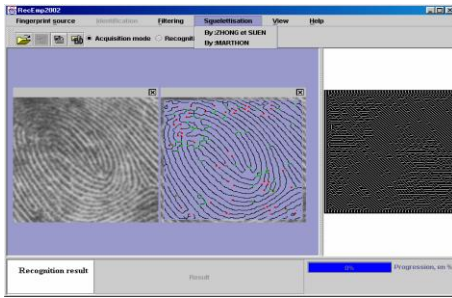 RecEmp2002
Fingerprint source Identification Filtering Squelettisation View Help
Acquisition mode Recogniti
By :ZHONG et SUEN
By :MARTHON
Recognition result
Result
0%
Progression, en %